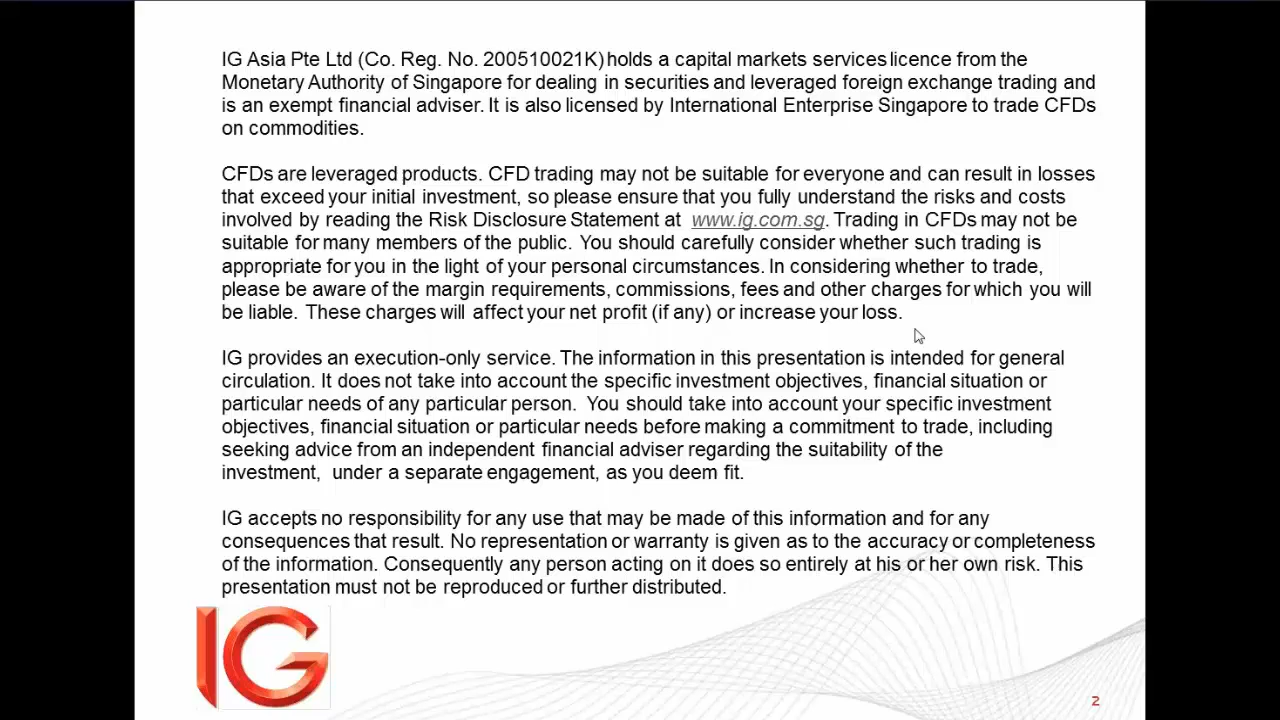 IG Asia Pte Ltd (Co. Reg. No. 200510021K) holds a capital markets services licence from the
Monetary Authority of Singapore for dealing in securities and leveraged foreign exchange trading and
is an exempt financial adviser. It is also licensed by International Enterprise Singapore to trade CFDs
on commodities.
CFDs are leveraged products. CFD trading may not be suitable for everyone and can result in losses
that exceed your initial investment, so please ensure that you fully understand the risks and costs
involved by reading the Risk Disclosure Statement at www.ig.com.sg. Trading in CFDs may not be
suitable for many members of the public. You should carefully consider whether such trading is
appropriate for you in the light of your personal circumstances. In considering whether to trade,
please be aware of the margin requirements, commissions, fees and other charges for which you will
be liable. These charges will affect your net profit (if any) or increase your loss.
IG provides an execution-only service. The information in this presentation is intended for general
circulation. It does not take into account the specific investment objectives, financial situation or
particular needs of any particular person. You should take into account your specific investment
objectives, financial situation or particular needs before making a commitment to trade, including
seeking advice from an independent financial adviser regarding the suitability of the
investment, under a separate engagement, as you deem fit.
IG accepts no responsibility for any use that may be made of this information and for any
consequences that result. No representation or warranty is given as to the accuracy or completeness
of the information. Consequently any person acting on it does so entirely at his or her own risk. This
presentation must not be reproduced or further distributed.
IG
2